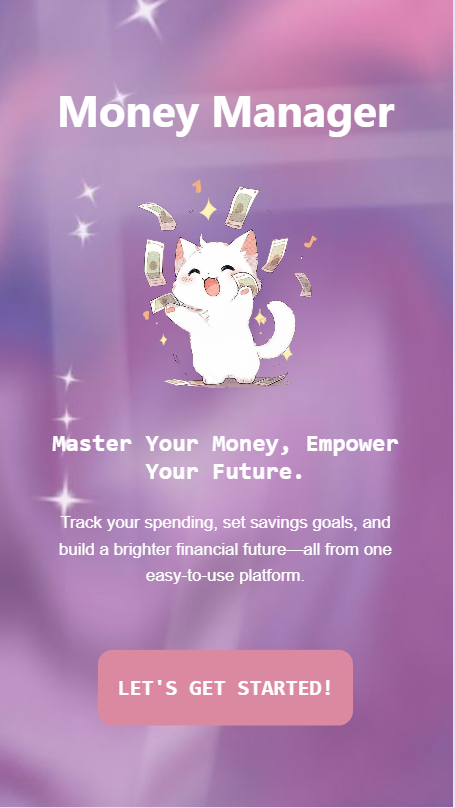 Money Manager
Master Your Money, Empower
Your Future.
Track your spending, set savings goals, and
build a brighter financial future—all from one
easy-to-use platform.
LET'S GET STARTED!